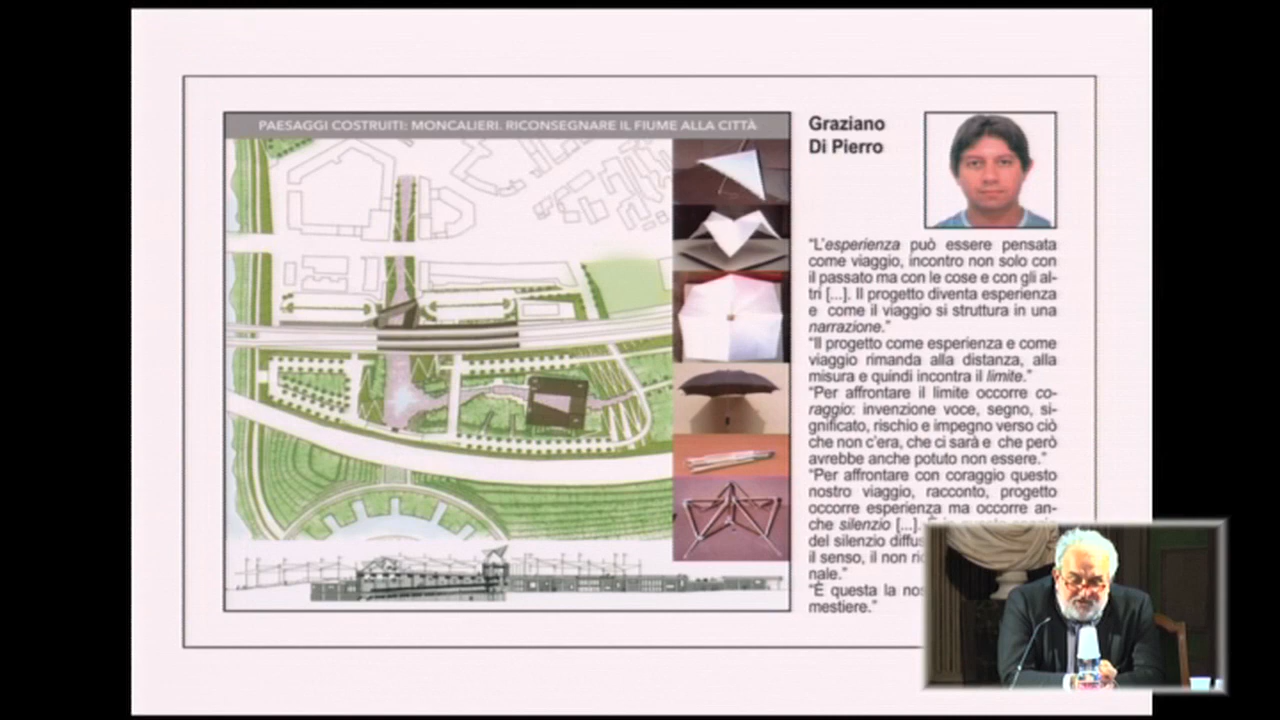 PAESAGGI COSTRUITI: MONCALIERI. RICONSEGNARE IL FIUME ALLA CITTÀ
Graziano
Di Pierro
“L’esperienza può essere pensata
come viaggio, incontro non solo con
il passato ma con le cose e con gli al-
tri [...]. Il progetto diventa esperienza
e come il viaggio si struttura in una
narrazione.”
“Il progetto come esperienza e come
viaggio rimanda alla distanza, alla
misura e quindi incontra il limite.”
“Per affrontare il limite occorre co-
raggio: invenzione voce, segno, si-
gnificato, rischio e impegno verso ciò
che non c’era, che ci sarà e che però
avrebbe anche potuto non essere.”
“Per affrontare con coraggio questo
nostro viaggio, racconto, progetto
occorre esperienza ma occorre an-
che silenzio [...]. È
del silenzio
il senso, il non
nale.”
“È questa la
mestiere.”